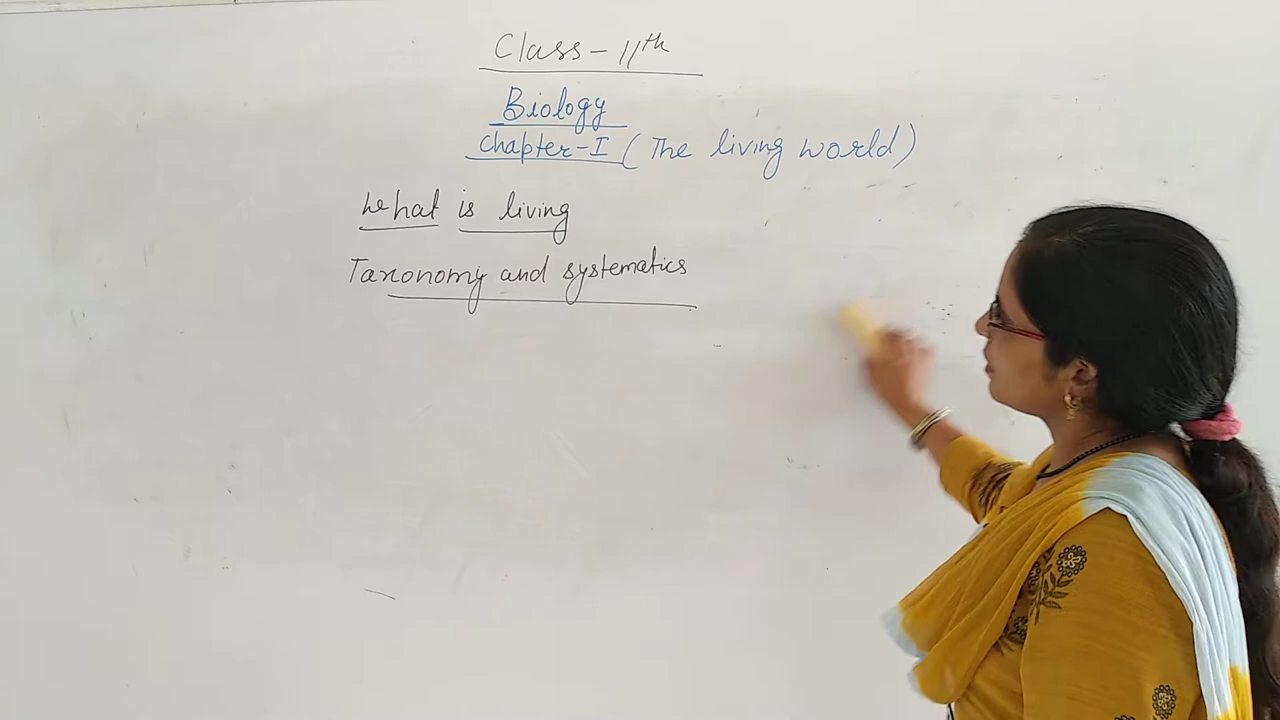 Class - 11th
Biology
Chapter-I (The living world)
What is living
Taxonomy and systematics